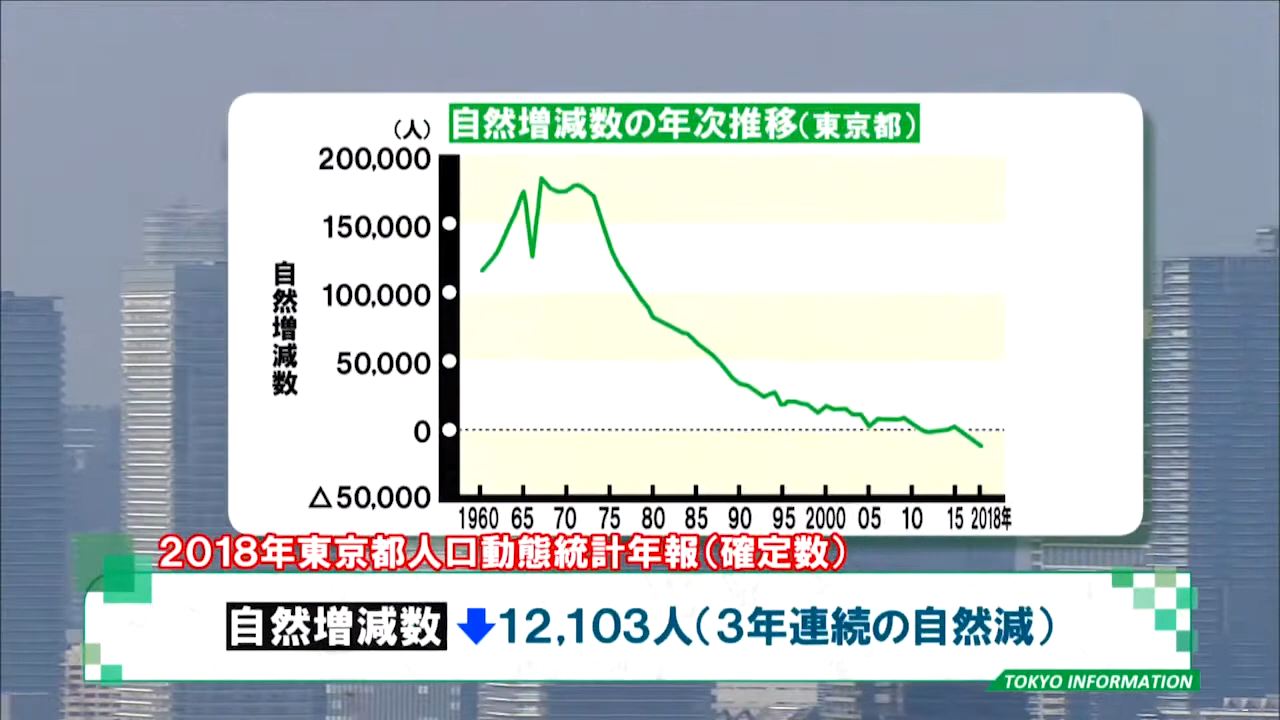 自然増減数の年次推移(東京都)
(人)
200,000
150,000
100,000
50,000
0
△50,000
自然増減数
1960 65 70 75 80 85 90 95 2000 05 10 15 2018年
2018年東京都人口動態統計年報(確定数)
自然増減数 ↓12,103人(3年連続の自然減)
TOKYO INFORMATION